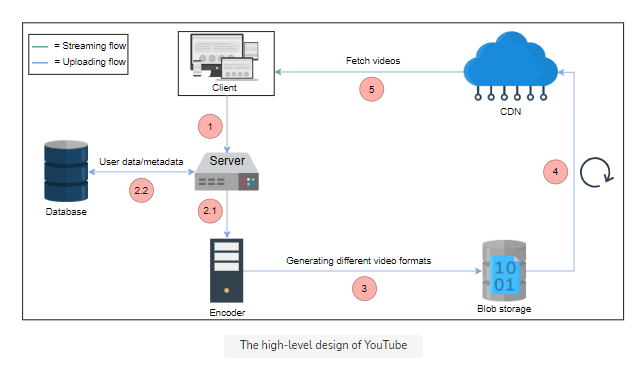 = Streaming flow
= Uploading flow
Fetch videos
5
Client
CDN
1
Server
User data/metadata
2.2
4
Database
2.1
Generating different video formats
3
10
01
Encoder
Blob storage
The high-level design of YouTube